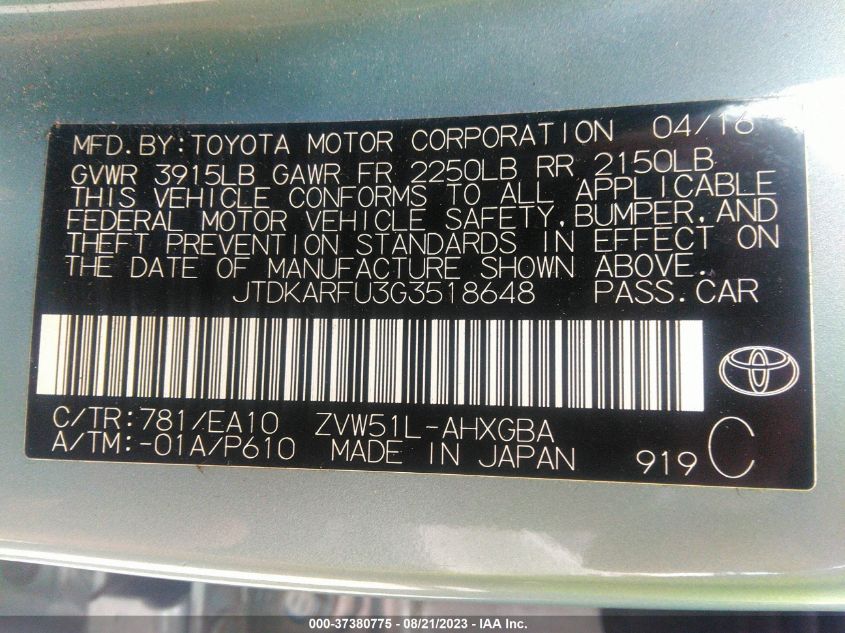 MFD.BY:TOYOTA MOTOR CORPORATION 04/16
GVWR 3915LB GAWR FR 2250LB RR 2150LB
THIS VEHICLE CONFORMS TO ALL APPLICABLE
FEDERAL MOTOR VEHICLE SAFETY,BUMPER,AND
THEFT PREVENTION STANDARDS IN EFFECT ON
THE DATE OF MANUFACTURE SHOWN ABOVE.
JTDKARFU3G3518648 PASS.CAR
C/TR:781/EA10 ZVW51L-AHXGBA
A/TM:-01A/P610 MADE IN JAPAN 919 C
000-37380775 - 08/21/2023 - IAA Inc.